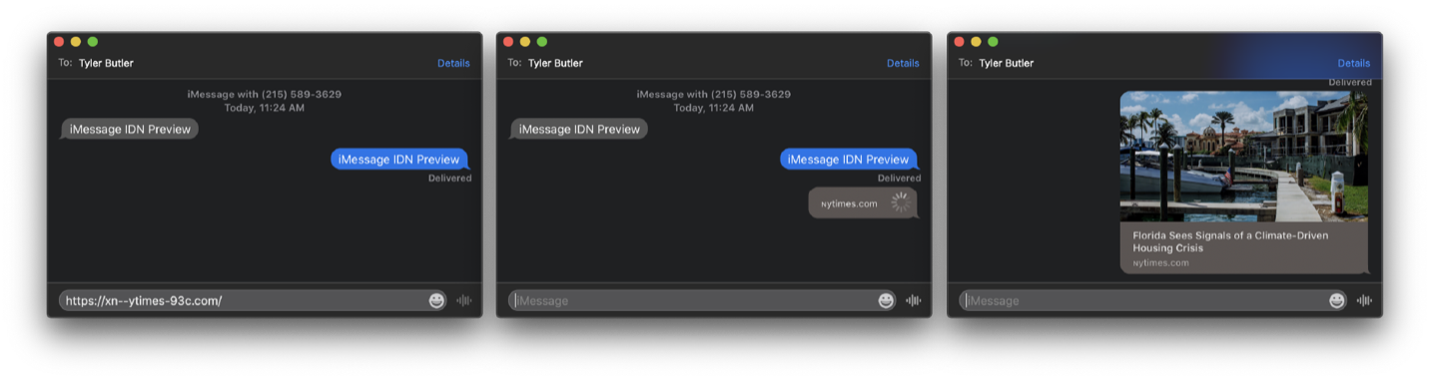 To: Tyler Butler
Details
iMessage with (215) 589-3629
Today, 11:24 AM
iMessage IDN Preview
iMessage IDN Preview
Delivered
https://xn--ytimes-93c.com/
To: Tyler Butler
Details
iMessage with (215) 589-3629
Today, 11:24 AM
iMessage IDN Preview
iMessage IDN Preview
Delivered
ɴytimes.com
iMessage
To: Tyler Butler
Details
Delivered
Florida Sees Signals of a Climate-Driven
Housing Crisis
ɴytimes.com
iMessage